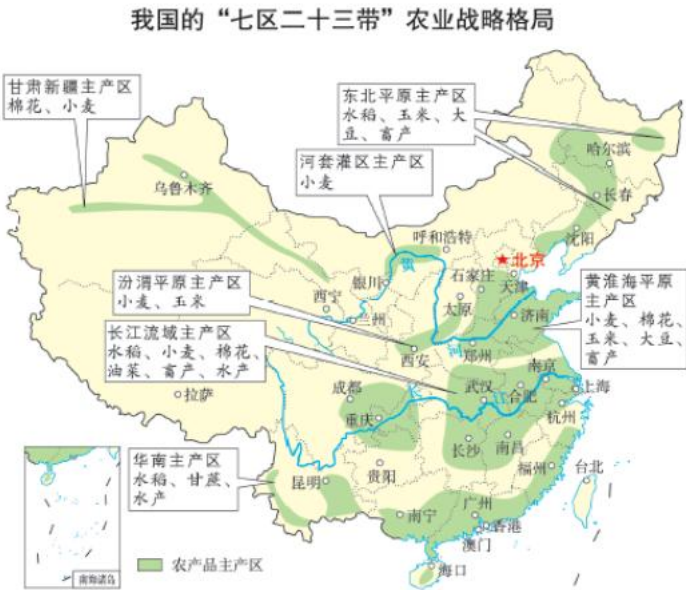 我国的“七区二十三带”农业战略格局
甘肃新疆主产区
棉花、小麦
东北平原主产区
水稻、玉米、大
豆、畜产
河套灌区主产区
小麦
哈尔滨
长春
沈阳
乌鲁木齐
呼和浩特
北京
天津
石家庄
太原
济南
银川
西宁
兰州
黄
河
郑州
西安
汾渭平原主产区
小麦、玉米
黄淮海平原
主产区
小麦、棉花、
玉米、大豆、
畜产
长江流域主产区
水稻、小麦、棉花、
油菜、畜产、水产
拉萨
成都
重庆
长
江
武汉
合肥
南京
上海
杭州
长沙
南昌
福州
台北
贵阳
昆明
华南主产区
水稻、甘蔗、
水产
南宁
广州
香港
澳门
海口
南海诸岛
农产品主产区